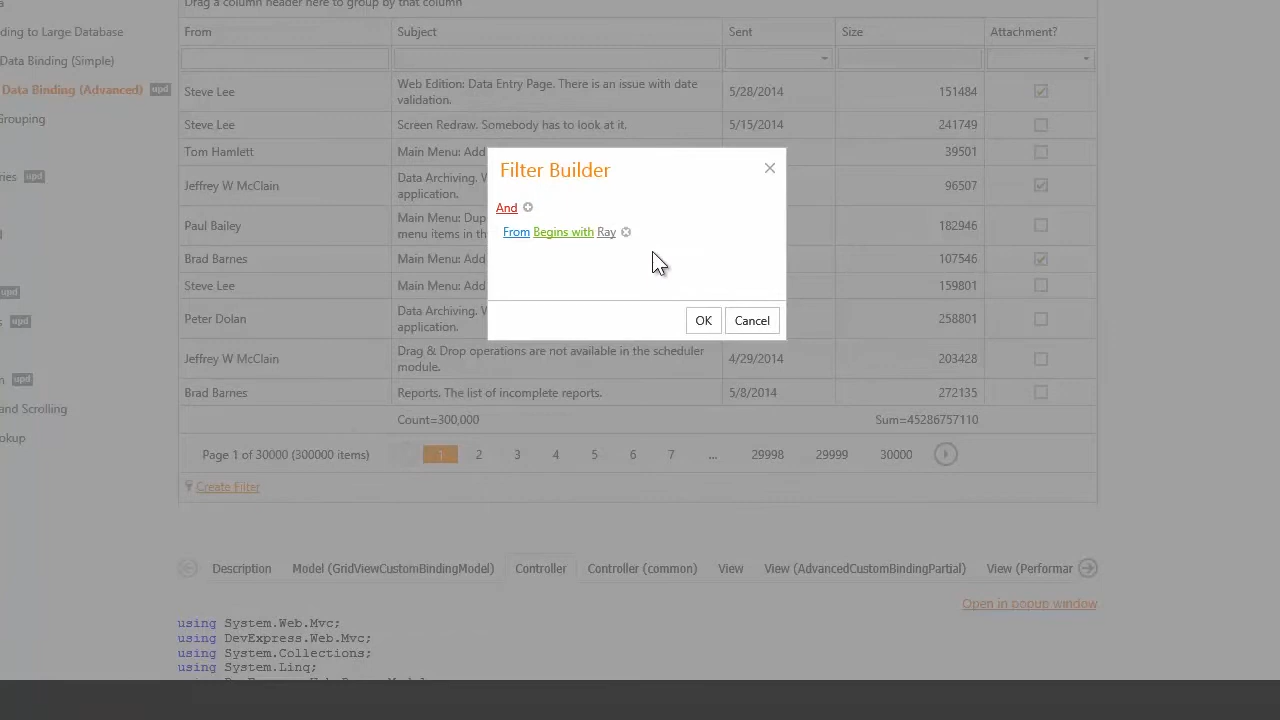 Drag a column header here to group by that column
ding to Large Database
Data Binding (Simple)
Data Binding (Advanced) upd
Grouping
ries upd
upd
upd
n upd
and Scrolling
okup
From Subject Sent Size Attachment?
Steve Lee Web Edition: Data Entry Page. There is an issue with date validation. 5/28/2014 151484
Steve Lee Screen Redraw. Somebody has to look at it. 5/15/2014 241749
Tom Hamlett Main Menu: Add 39501
Jeffrey W McClain Data Archiving. application. 96507
Paul Bailey Main Menu: Dup menu items in th 182946
Brad Barnes Main Menu: Add 107546
Steve Lee Main Menu: Add 159801
Peter Dolan Data Archiving. application. 258801
Jeffrey W McClain Drag & Drop operations are not available in the scheduler module. 4/29/2014 203428
Brad Barnes Reports. The list of incomplete reports. 5/8/2014 272135
Count=300,000 Sum=45286757110
Page 1 of 30000 (300000 items) 1 2 3 4 5 6 7 ... 29998 29999 30000
Create Filter
Filter Builder
And
From Begins with Ray
OK Cancel
Description Model (GridViewCustomBindingModel) Controller Controller (common) View View (AdvancedCustomBindingPartial) View (Performar
Open in popup window
using System.Web.Mvc;
using DevExpress.Web.Mvc;
using System.Collections;
using System.Linq;